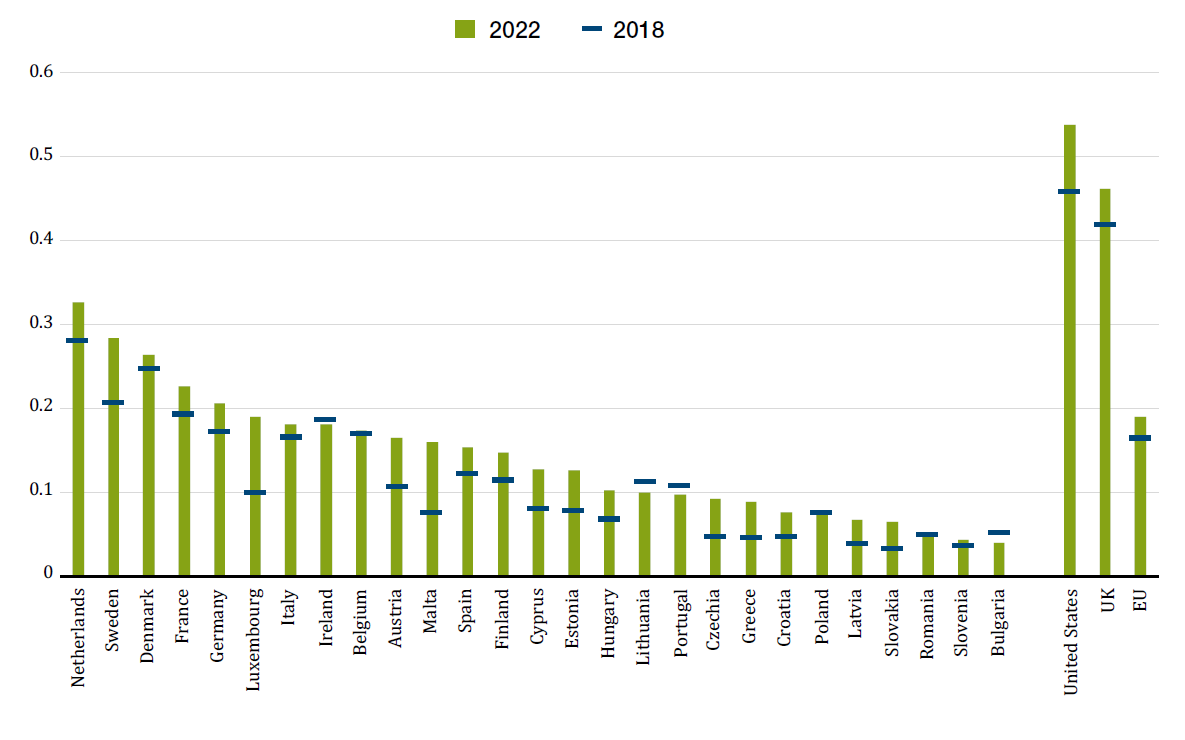 2022 2018
0.6
0.5
0.4
0.3
0.2
0.1
0
Netherlands
Sweden
Denmark
France
Germany
Luxembourg
Italy
Ireland
Belgium
Austria
Malta
Spain
Finland
Cyprus
Estonia
Hungary
Lithuania
Portugal
Czechia
Greece
Croatia
Poland
Latvia
Slovakia
Romania
Slovenia
Bulgaria
United States
UK
EU